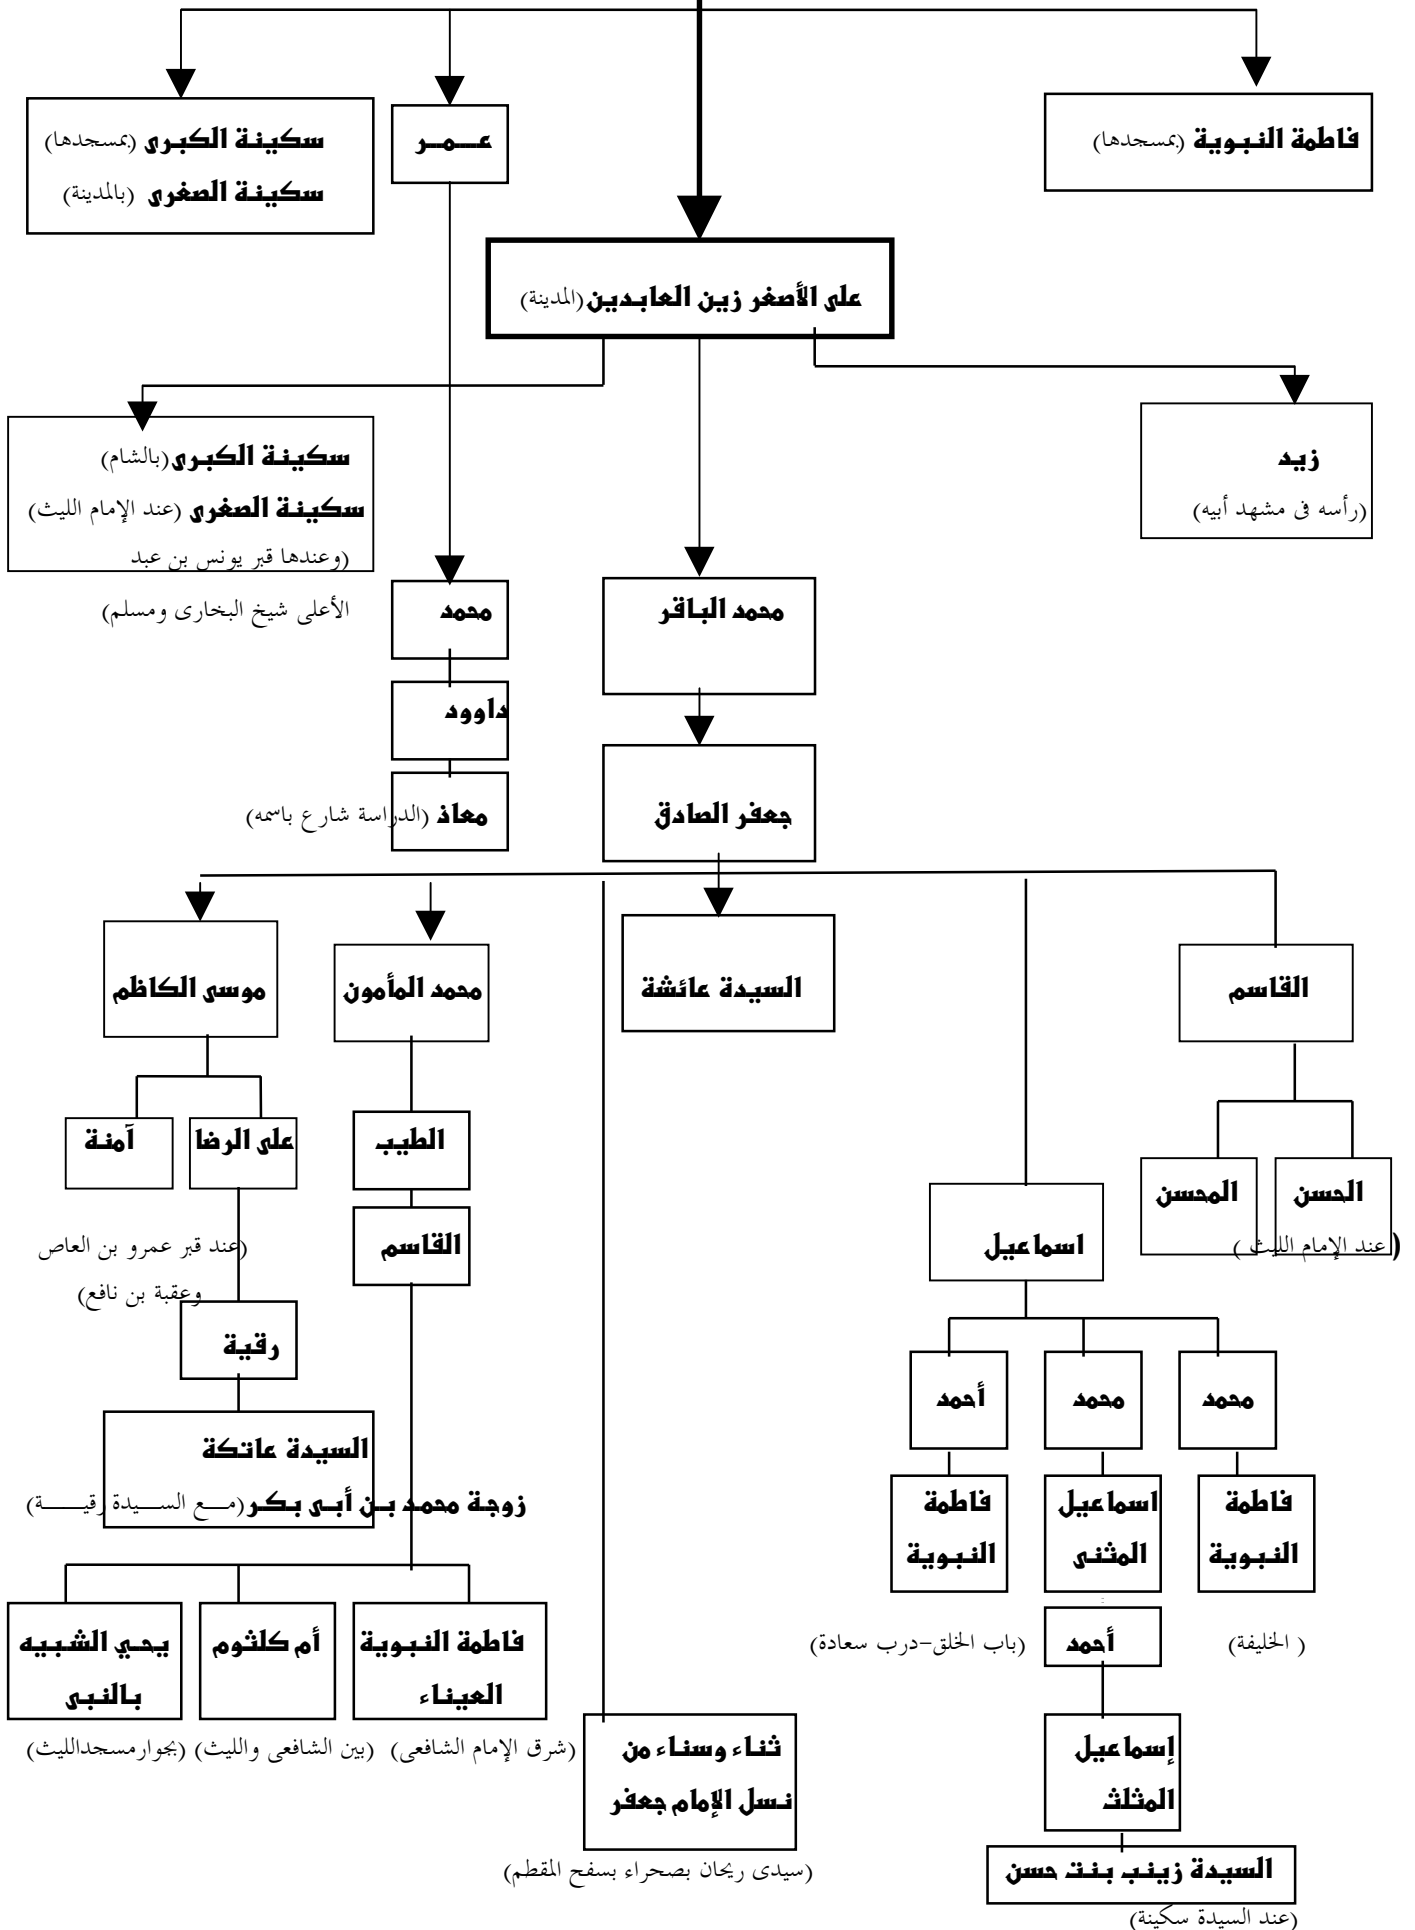 فاطمة النبوية (بمسجدها)
عمر
سكينة الكبرى (بمسجدها)
سكينة الصغرى (بالمدينة)
على الأصغر زين العابدين (المدينة)
زيد
(رأسه فى مشهد أبيه)
سكينة الكبرى (بالشام)
سكينة الصغرى (عند الإمام الليث)
(وعندها قبر يونس بن عبد
الأعلى شيخ البخارى ومسلم)
محمد الباقر
محمد
داوود
جعفر الصادق
معاذ (الدراسة شارع باسمه)
القاسم
السيدة عائشة
محمد المأمون
موسى الكاظم
الحسن
المحسن
(عند الإمام الليث )
اسماعيل
الطيب
القاسم
على الرضا
آمنة
(عند قبر عمرو بن العاص
وعقبة بن نافع)
رقية
السيدة عاتكة
زوجة محمد بن أبى بكر (مع السيدة رقية)
محمد
محمد
أحمد
فاطمة
النبوية
اسماعيل
المثنى
فاطمة
النبوية
( الخليفة)
أحمد
(باب الخلق-درب سعادة)
فاطمة النبوية
العيناء
أم كلثوم
يحي الشبيه
بالنبى
(شرق الإمام الشافعى)
(بين الشافعى والليث)
(بجوارمسجدالليث)
ثناء وسناء من
نسل الإمام جعفر
(سيدى ريحان بصحراء بسفح المقطم)
إسماعيل
المثلث
السيدة زينب بنت حسن
(عند السيدة سكينة)